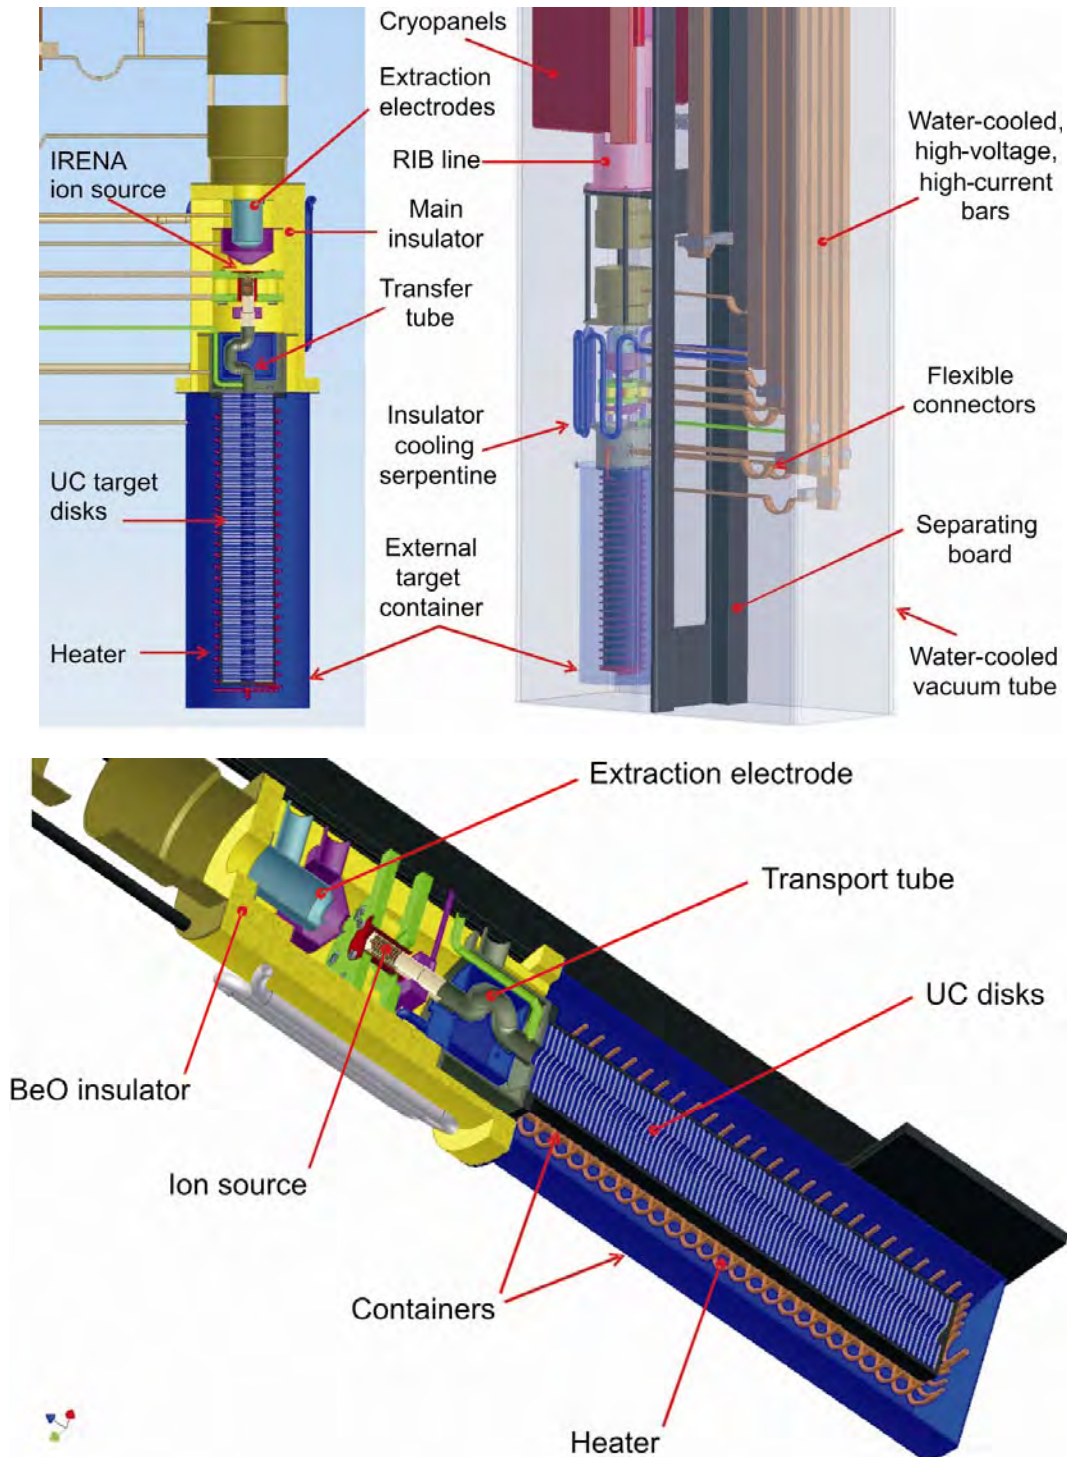 Cryopanels
Extraction
electrodes
IRENA
ion source
RIB line
Main
insulator
Transfer
tube
Water-cooled,
high-voltage,
high-current
bars
Flexible
connectors
Insulator
cooling
serpentine
UC target
disks
External
target
container
Separating
board
Heater
Water-cooled
vacuum tube
Extraction electrode
Transport tube
UC disks
BeO insulator
Ion source
Containers
Heater